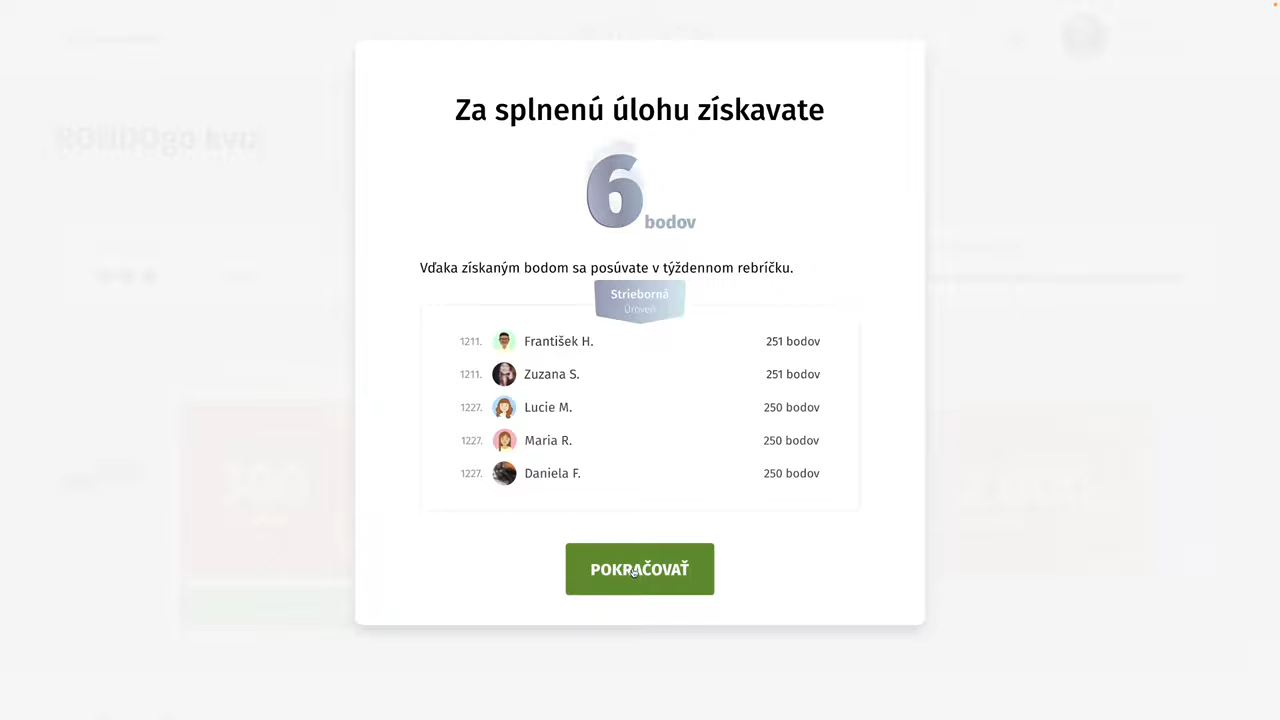 Za splnenú úlohu získavate
6 bodov
Vďaka získaným bodom sa posúvate v týždennom rebríčku.
Strieborná
Úroveň
1211. František H. 251 bodov
1211. Zuzana S. 251 bodov
1227. Lucie M. 250 bodov
1227. Maria R. 250 bodov
1227. Daniela F. 250 bodov
POKRAČOVAŤ